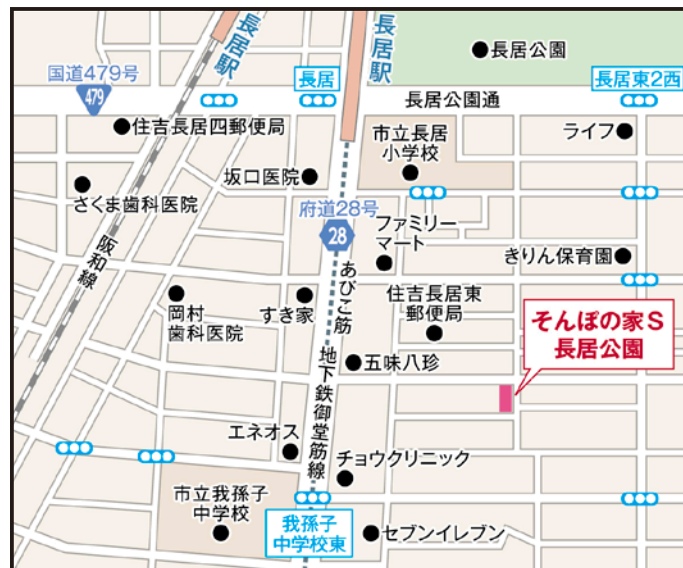 長居駅
長居駅
長居公園
国道479号
479
長居
長居東2西
長居公園通
住吉長居四郵便局
市立長居
小学校
ライフ
坂口医院
さくま歯科医院
府道28号
28
ファミリー
マート
きりん保育園
阪和線
あびこ筋
岡村
歯科医院
すき家
住吉長居東
郵便局
そんぽの家S
長居公園
五味八珍
地下鉄御堂筋線
エネオス
チョウクリニック
市立我孫子
中学校
我孫子
中学校東
セブンイレブン